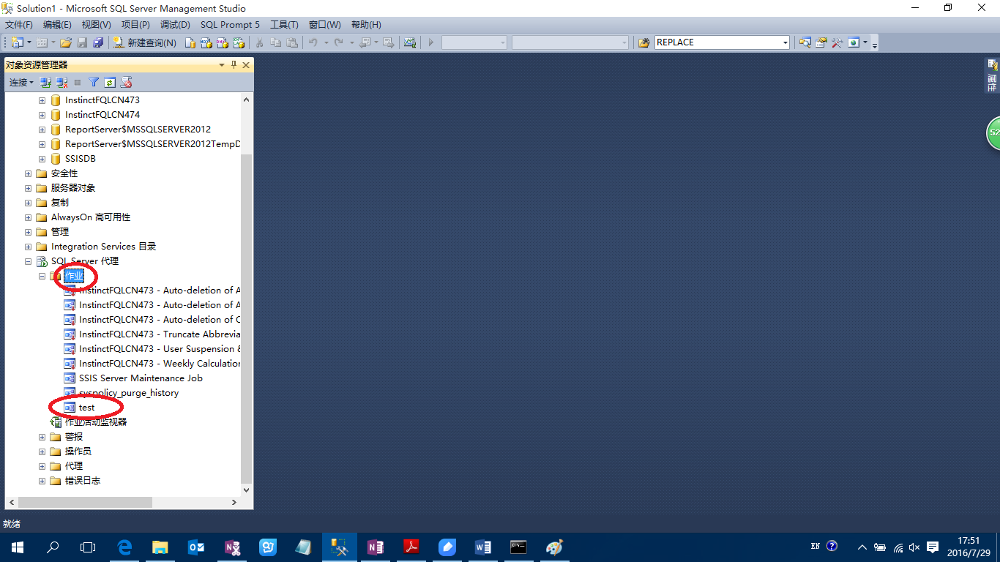 Solution1 - Microsoft SQL Server Management Studio
文件(F) 编辑(E) 视图(V) 项目(P) 调试(D) SQL Prompt 5 工具(T) 窗口(W) 帮助(H)
新建查询(N) REPLACE
对象资源管理器
连接
属性
InstinctFQLCN473
InstinctFQLCN474
ReportServer$MSSQLSERVER2012
ReportServer$MSSQLSERVER2012TempD
52
SSISDB
安全性
服务器对象
复制
AlwaysOn 高可用性
管理
Integration Services 目录
SQL Server 代理
作业
InstinctFQLCN473 - Auto-deletion of A
InstinctFQLCN473 - Auto-deletion of A
InstinctFQLCN473 - Auto-deletion of C
InstinctFQLCN473 - Truncate Abbrevia
InstinctFQLCN473 - User Suspension &
InstinctFQLCN473 - Weekly Calculation
SSIS Server Maintenance Job
syspolicy_purge_history
test
作业活动监视器
警报
操作员
代理
错误日志
就绪
EN
17:51
2016/7/29